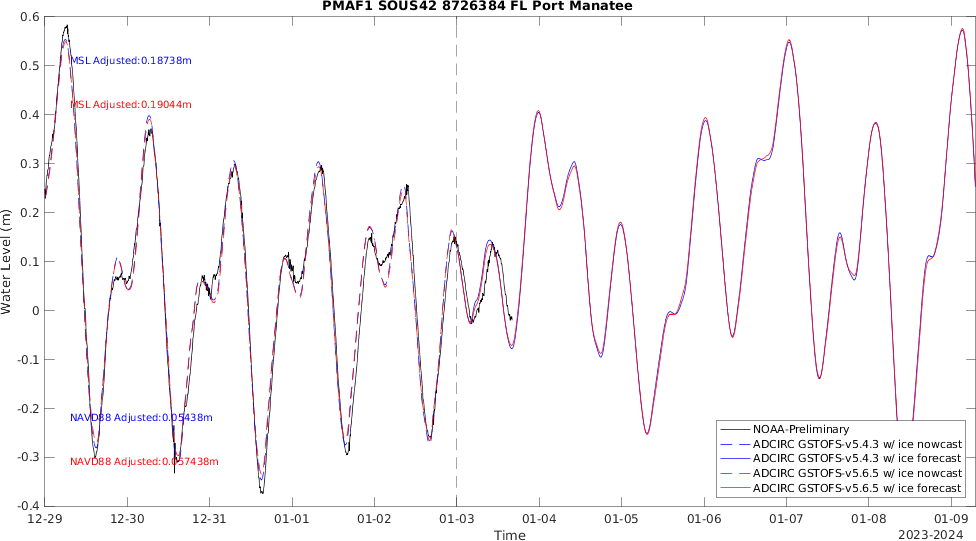 PMAF1 SOUS42 8726384 FL Port Manatee
Water Level (m)
0.6
0.5
0.4
0.3
0.2
0.1
0
-0.1
-0.2
-0.3
-0.4
MSL Adjusted:0.18738m
MSL Adjusted:0.19044m
NAVD88 Adjusted:0.05438m
NAVD88 Adjusted:0.057438m
NOAA-Preliminary
ADCIRC GSTOFS-v5.4.3 w/ ice nowcast
ADCIRC GSTOFS-v5.4.3 w/ ice forecast
ADCIRC GSTOFS-v5.6.5 w/ ice nowcast
ADCIRC GSTOFS-v5.6.5 w/ ice forecast
12-29 12-30 12-31 01-01 01-02 01-03 01-04 01-05 01-06 01-07 01-08 01-09
Time
2023-2024